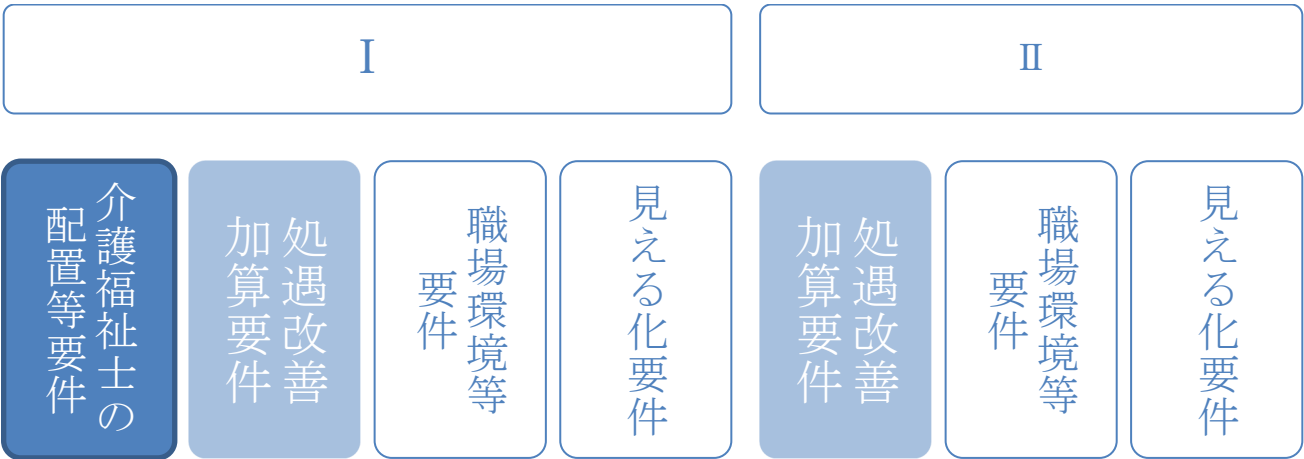 Ⅰ
Ⅱ
介護福祉士の
配置等要件
処遇改善
加算要件
職場環境等
要件
見える化要件
処遇改善
加算要件
職場環境等
要件
見える化要件